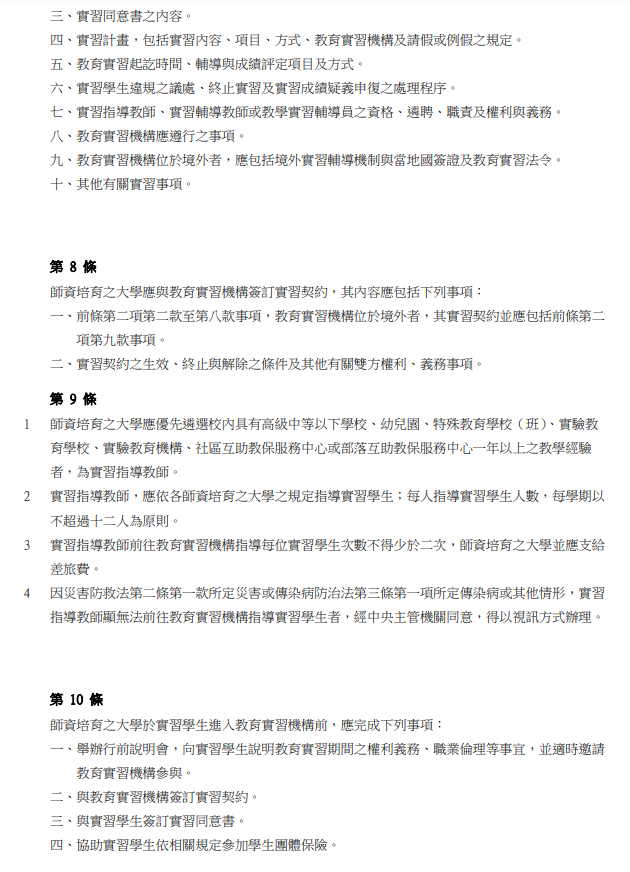 三、實習同意書之內容。
四、實習計畫，包括實習內容、項目、方式、教育實習機構及請假或例假之規定。
五、教育實習起訖時間、輔導與成績評定項目及方式。
六、實習學生違規之議處、終止實習及實習成績疑義申復之處理程序。
七、實習指導教師、實習輔導教師或教學實習輔導員之資格、遴聘、職責及權利與義務。
八、教育實習機構應遵行之事項。
九、教育實習機構位於境外者，應包括境外實習輔導機制與當地國簽證及教育實習法令。
十、其他有關實習事項。
第 8 條
師資培育之大學應與教育實習機構簽訂實習契約，其內容應包括下列事項：
一、前條第二項第二款至第八款事項，教育實習機構位於境外者，其實習契約並應包括前條第二
項第九款事項。
二、實習契約之生效、終止與解除之條件及其他有關雙方權利、義務事項。
第 9 條
1 師資培育之大學應優先遴選校內具有高級中等以下學校、幼兒園、特殊教育學校（班）、實驗教
育學校、實驗教育機構、社區互助教保服務中心或部落互助教保服務中心一年以上之教學經驗
者，為實習指導教師。
2 實習指導教師，應依各師資培育之大學之規定指導實習學生；每人指導實習學生人數，每學期以
不超過十二人為原則。
3 實習指導教師前往教育實習機構指導每位實習學生次數不得少於二次，師資培育之大學並應支給
差旅費。
4 因災害防救法第二條第一款所定災害或傳染病防治法第三條第一項所定傳染病或其他情形，實習
指導教師顯無法前往教育實習機構指導實習學生者，經中央主管機關同意，得以視訊方式辦理。
第 10 條
師資培育之大學於實習學生進入教育實習機構前，應完成下列事項：
一、舉辦行前說明會，向實習學生說明教育實習期間之權利義務、職業倫理等事宜，並適時邀請
教育實習機構參與。
二、與教育實習機構簽訂實習契約。
三、與實習學生簽訂實習同意書。
四、協助實習學生依相關規定參加學生團體保險。